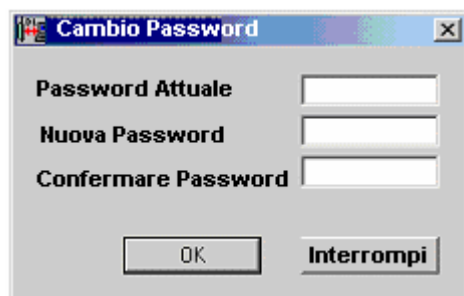 Cambio Password
Password Attuale
Nuova Password
Confermare Password
OK Interrompi